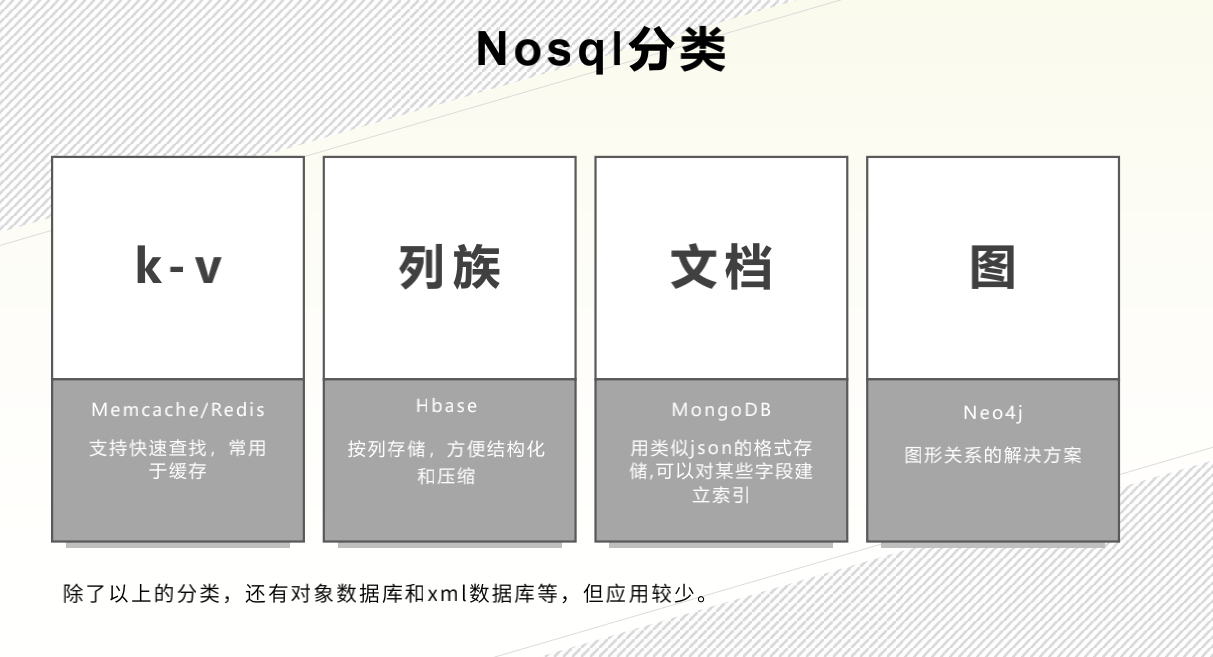 Nosql分类
k-v
Memcache/Redis
支持快速查找，常用
于缓存
列族
Hbase
按列存储，方便结构化
和压缩
文档
MongoDB
用类似json的格式存
储,可以对某些字段建
立索引
图
Neo4j
图形关系的解决方案
除了以上的分类，还有对象数据库和xml数据库等，但应用较少。